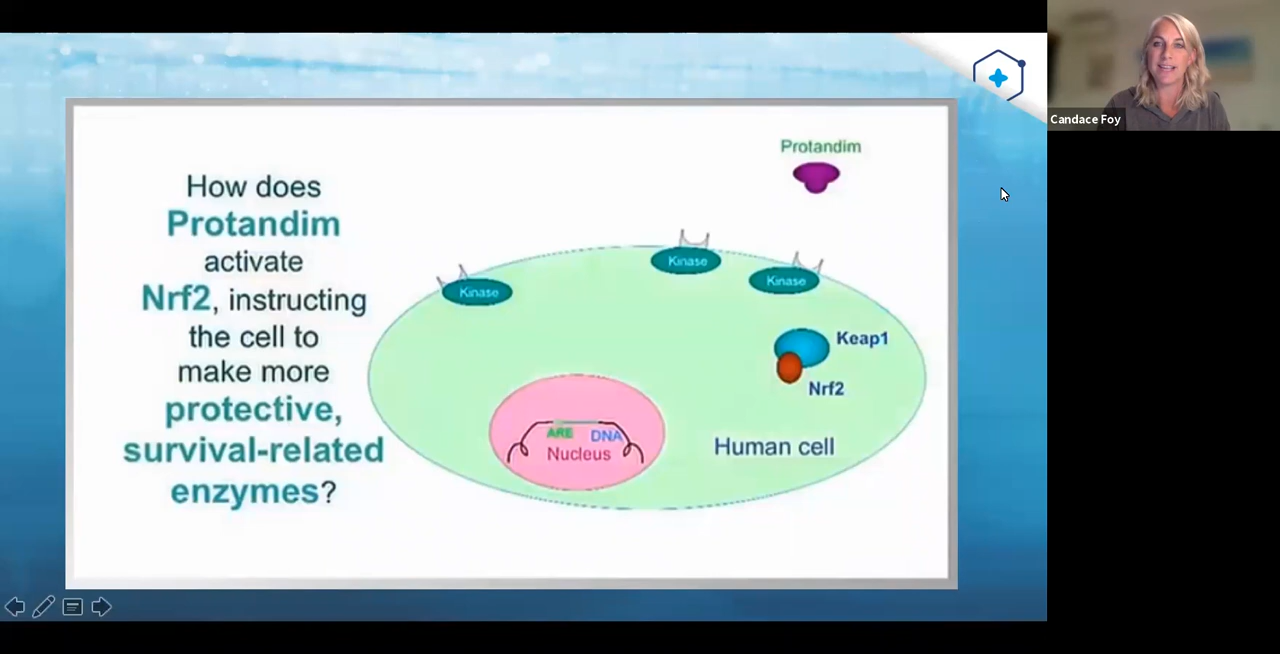 How does
Protandim
activate
Nrf2, instructing
the cell to
make more
protective,
survival-related
enzymes?
Protandim
Kinase
Kinase
Kinase
Keap1
Nrf2
ARE DNA
Nucleus
Human cell
Candace Foy